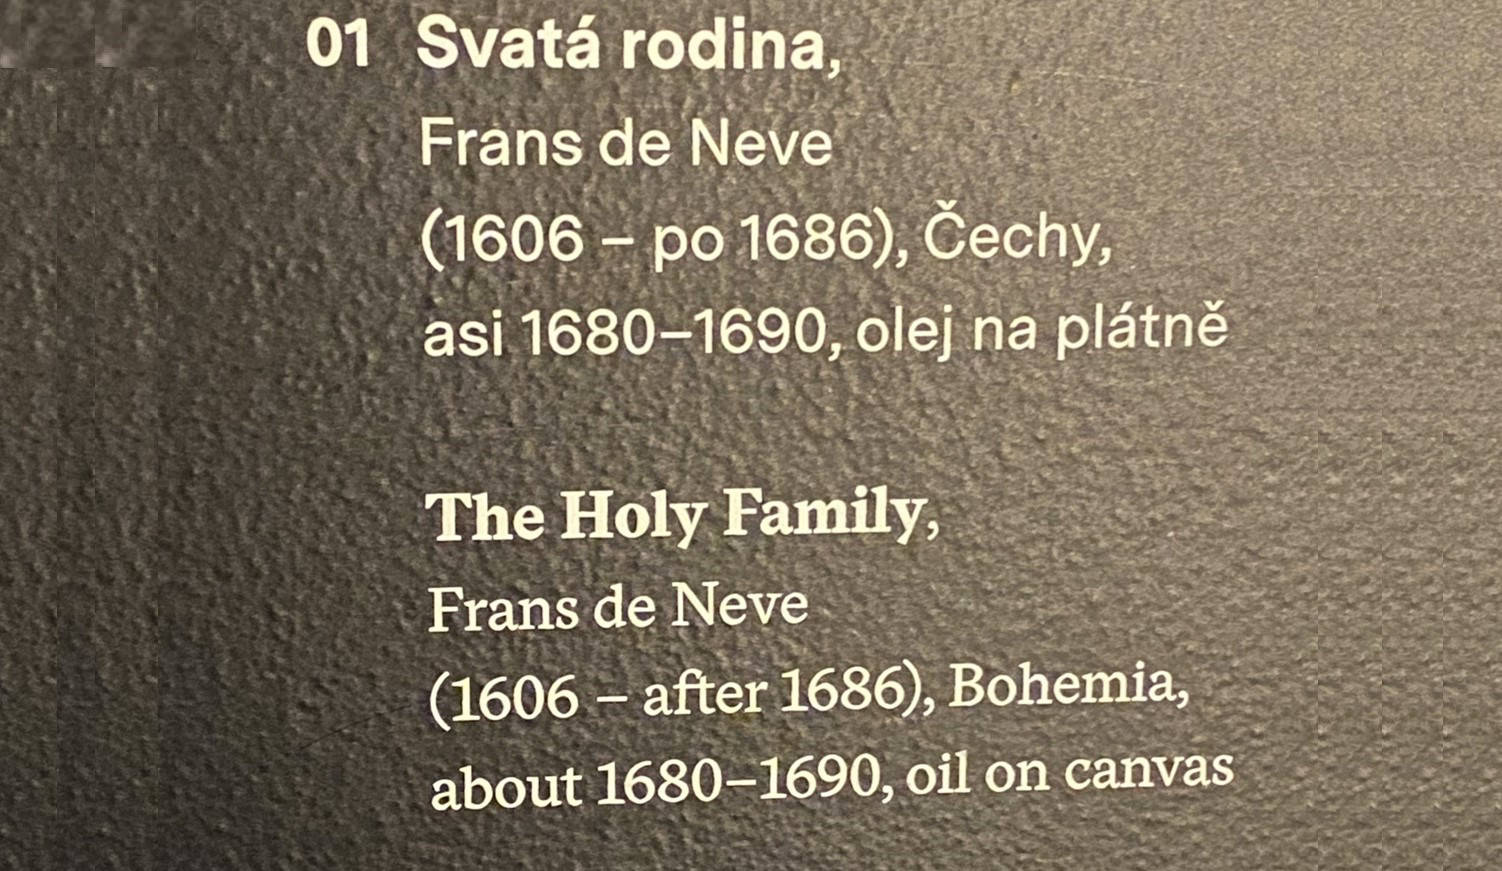 01 Svatá rodina,
Frans de Neve
(1606 – po 1686), Čechy,
asi 1680–1690, olej na plátně
The Holy Family,
Frans de Neve
(1606 – after 1686), Bohemia,
about 1680–1690, oil on canvas